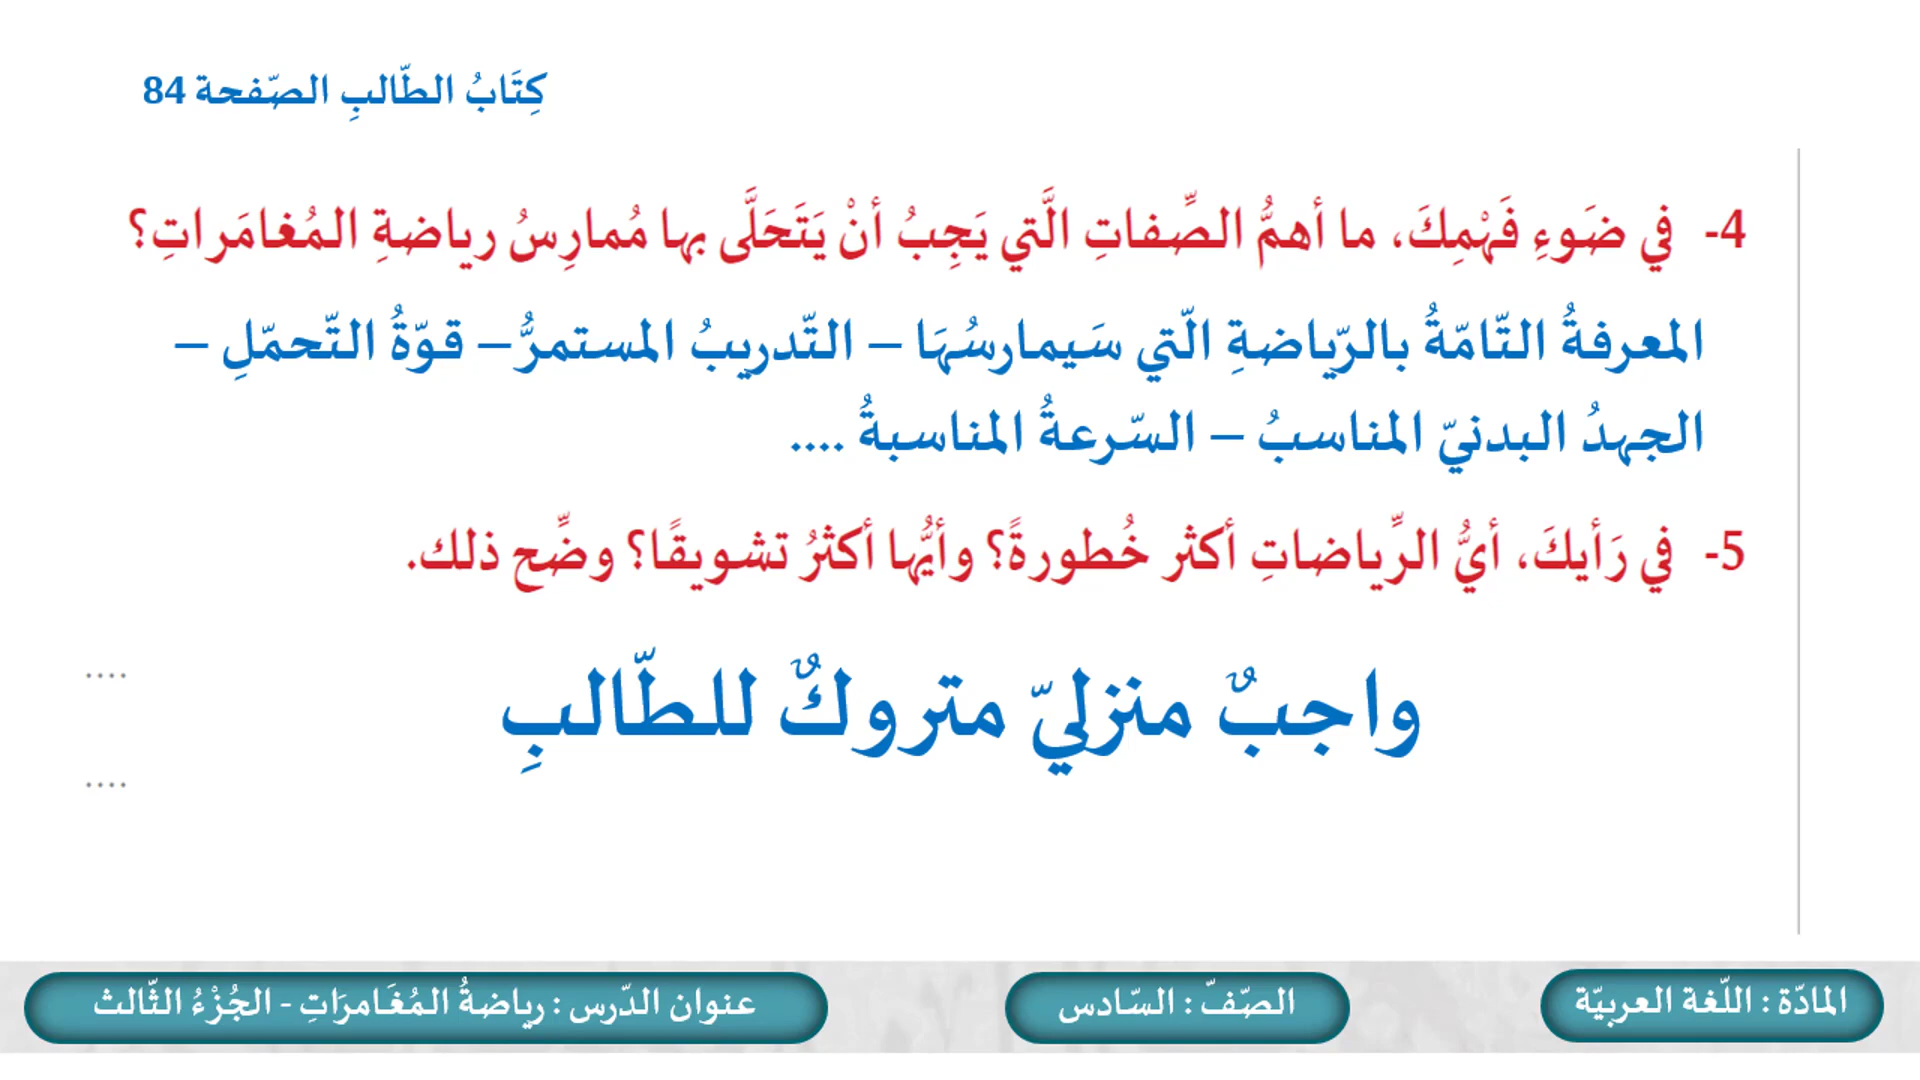 كِتَابُ الطّالبِ الصّفحة 84
4- في ضَوءِ فَهْمِكَ، ما أهمُّ الصِّفاتِ الَّتي يَجِبُ أنْ يَتَحَلَّى بها مُمارِسُ رياضةِ المُغامَراتِ؟
المعرفةُ التّامّةُ بالرّياضةِ الّتي سَيمارسُهَا – التّدريبُ المستمرُّ – قوّةُ التّحمّلِ –
الجهدُ البدنيّ المناسبُ – السّرعةُ المناسبةُ ....
5- في رَأيكَ، أيُّ الرِّياضاتِ أكثر خُطورةً؟ وأيُّها أكثرُ تشويقًا؟ وضِّح ذلك.
....
واجبٌ منزليّ متروكٌ للطّالبِ
....
المادّة : اللّغة العربيّة
الصّفّ : السّادس
عنوان الدّرس : رياضةُ المُغَامرَاتِ - الجُزْءُ الثّالث